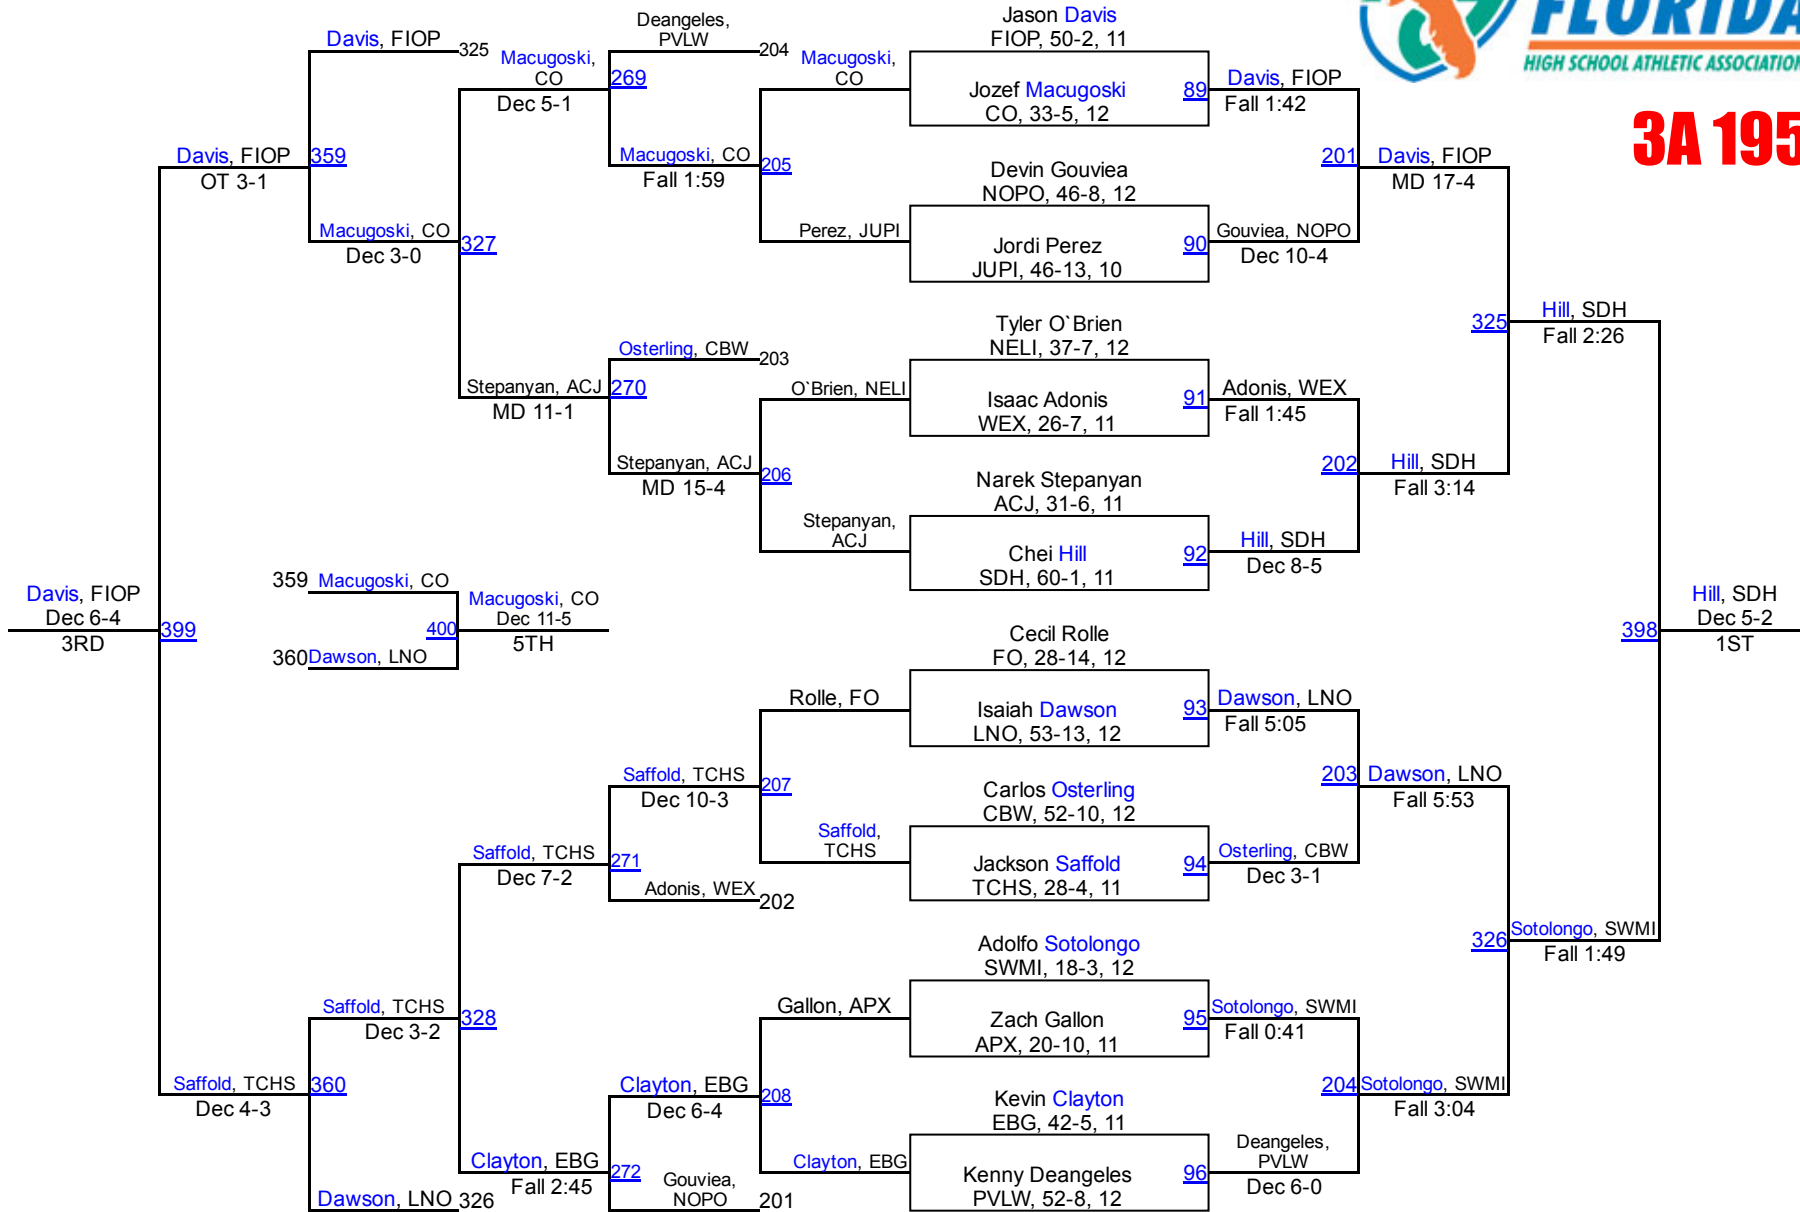 FLORIDA
HIGH SCHOOL ATHLETIC ASSOCIATION
3A 195
Davis, FIOP
325
Davis, FIOP
OT 3-1
359
Macugoski, CO
Dec 3-0
327
Macugoski,
CO
Dec 5-1
269
Deangeles,
PVLW
204
Macugoski, CO
Fall 1:59
205
Macugoski,
CO
Perez, JUPI
Stepanyan, ACJ
MD 11-1
270
Osterling, CBW
203
Stepanyan, ACJ
MD 15-4
206
O`Brien, NELI
Stepanyan,
ACJ
Jason Davis
FIOP, 50-2, 11
Jozef Macugoski
CO, 33-5, 12
89
Davis, FIOP
Fall 1:42
Devin Gouviea
NOPO, 46-8, 12
Jordi Perez
JUPI, 46-13, 10
90
Gouviea, NOPO
Dec 10-4
201
Davis, FIOP
MD 17-4
Tyler O`Brien
NELI, 37-7, 12
Isaac Adonis
WEX, 26-7, 11
91
Adonis, WEX
Fall 1:45
Narek Stepanyan
ACJ, 31-6, 11
Chei Hill
SDH, 60-1, 11
92
Hill, SDH
Dec 8-5
202
Hill, SDH
Fall 3:14
325
Hill, SDH
Fall 2:26
Davis, FIOP
Dec 6-4
3RD
399
359
Macugoski, CO
360
Dawson, LNO
400
Macugoski, CO
Dec 11-5
5TH
398
Hill, SDH
Dec 5-2
1ST
Cecil Rolle
FO, 28-14, 12
Isaiah Dawson
LNO, 53-13, 12
93
Dawson, LNO
Fall 5:05
Carlos Osterling
CBW, 52-10, 12
Jackson Saffold
TCHS, 28-4, 11
94
Osterling, CBW
Dec 3-1
203
Dawson, LNO
Fall 5:53
Adolfo Sotolongo
SWMI, 18-3, 12
Zach Gallon
APX, 20-10, 11
95
Sotolongo, SWMI
Fall 0:41
Kevin Clayton
EBG, 42-5, 11
Kenny Deangeles
PVLW, 52-8, 12
96
Deangeles,
PVLW
Dec 6-0
204
Sotolongo, SWMI
Fall 3:04
326
Sotolongo, SWMI
Fall 1:49
Rolle, FO
Saffold,
TCHS
207
Saffold, TCHS
Dec 10-3
271
Adonis, WEX
202
Saffold, TCHS
Dec 7-2
Gallon, APX
Clayton, EBG
208
Clayton, EBG
Dec 6-4
272
Gouviea,
NOPO
201
Clayton, EBG
Fall 2:45
328
Saffold, TCHS
Dec 3-2
360
Dawson, LNO
326
Saffold, TCHS
Dec 4-3